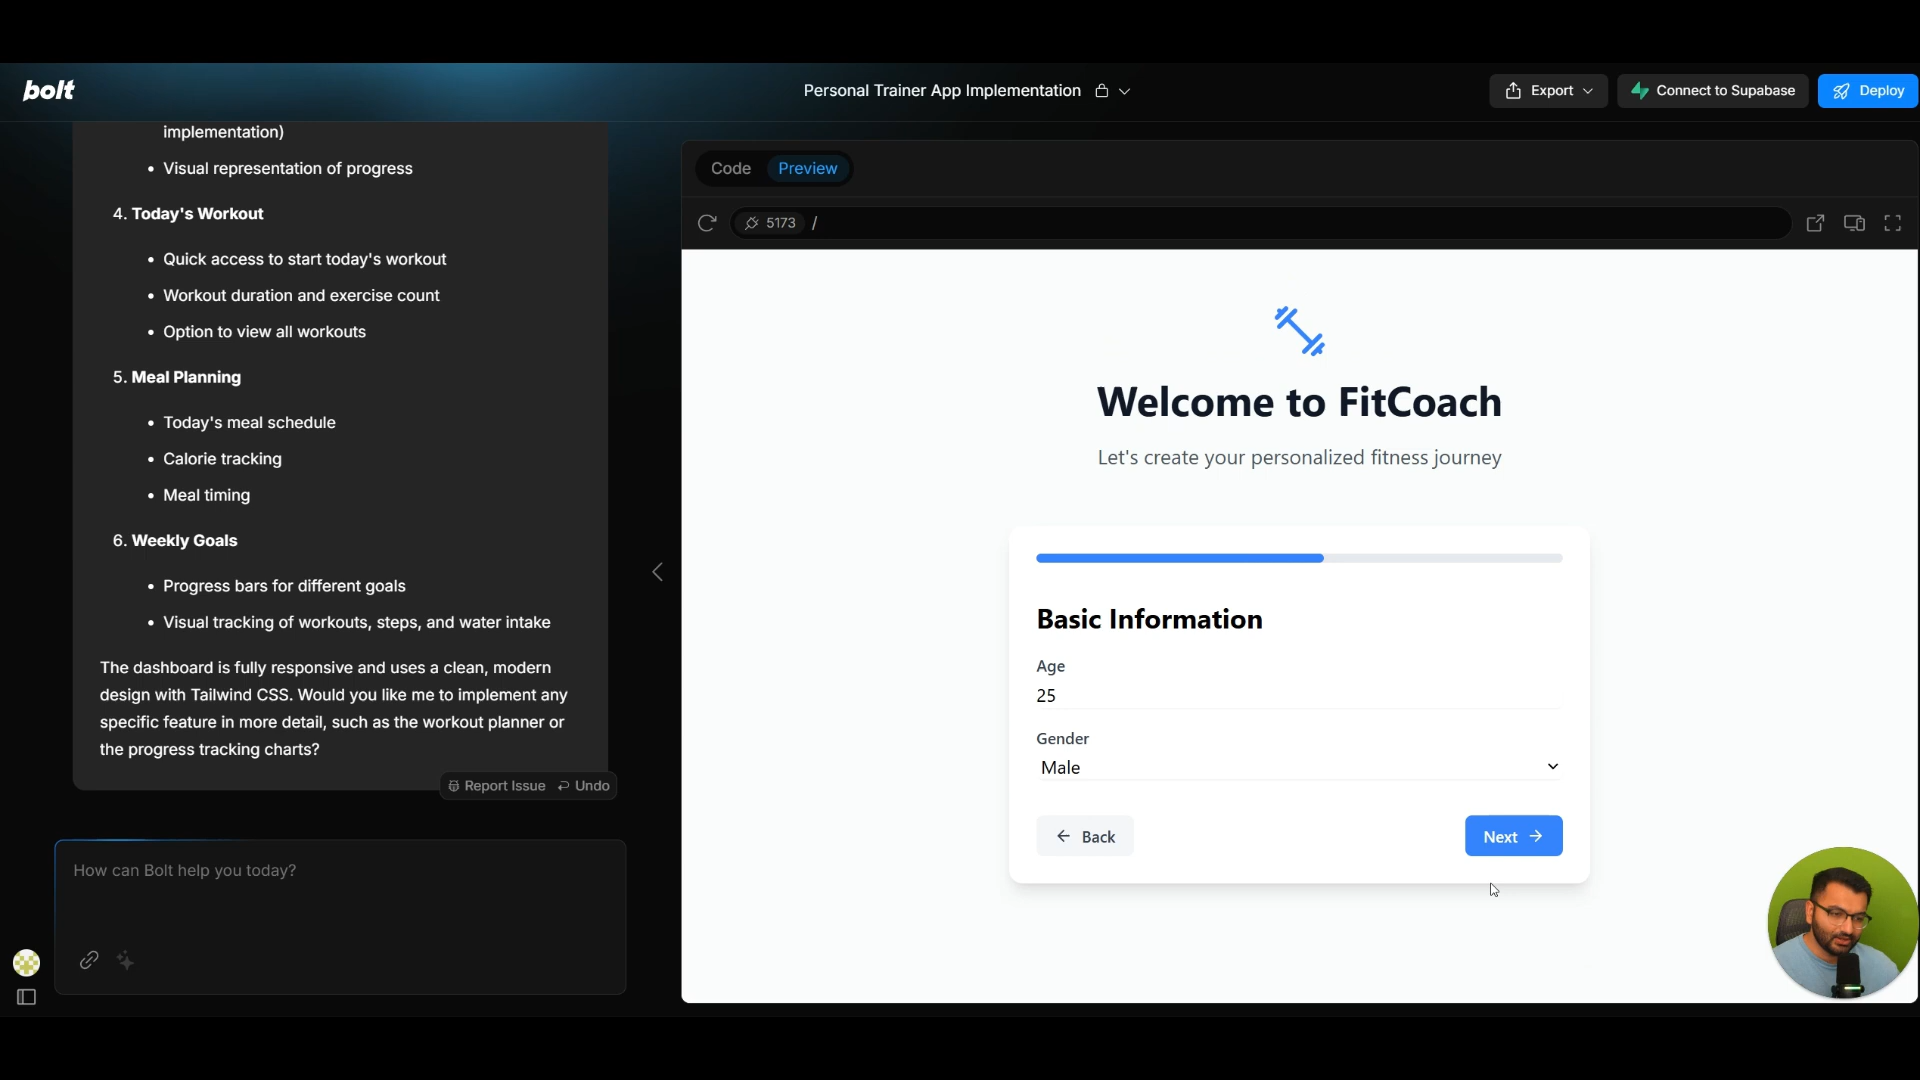 bolt
Personal Trainer App Implementation
Export
Connect to Supabase
Deploy
implementation)
• Visual representation of progress
4. Today's Workout
• Quick access to start today's workout
• Workout duration and exercise count
• Option to view all workouts
5. Meal Planning
• Today's meal schedule
• Calorie tracking
• Meal timing
6. Weekly Goals
• Progress bars for different goals
• Visual tracking of workouts, steps, and water intake
The dashboard is fully responsive and uses a clean, modern
design with Tailwind CSS. Would you like me to implement any
specific feature in more detail, such as the workout planner or
the progress tracking charts?
Report Issue Undo
How can Bolt help you today?
Code Preview
5173 /
Welcome to FitCoach
Let's create your personalized fitness journey
Basic Information
Age
25
Gender
Male
Back
Next